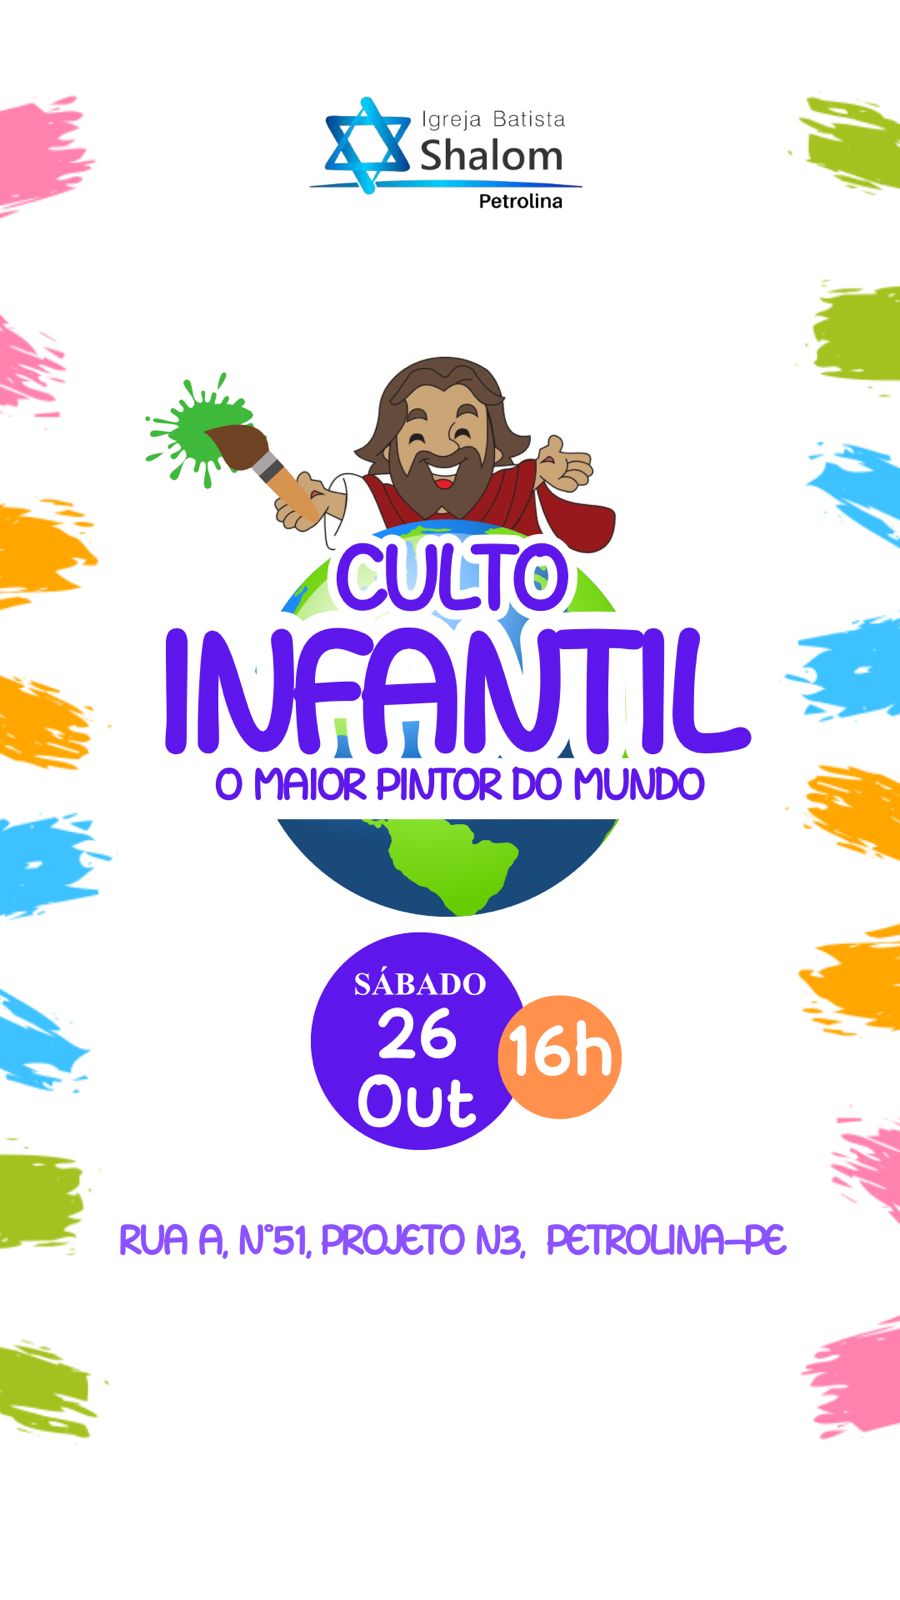 Igreja Batista
Shalom
Petrolina
CULTO
INFANTIL
O MAIOR PINTOR DO MUNDO
SÁBADO
26
Out
16h
RUA A, N°51, PROJETO N3, PETROLINA-PE